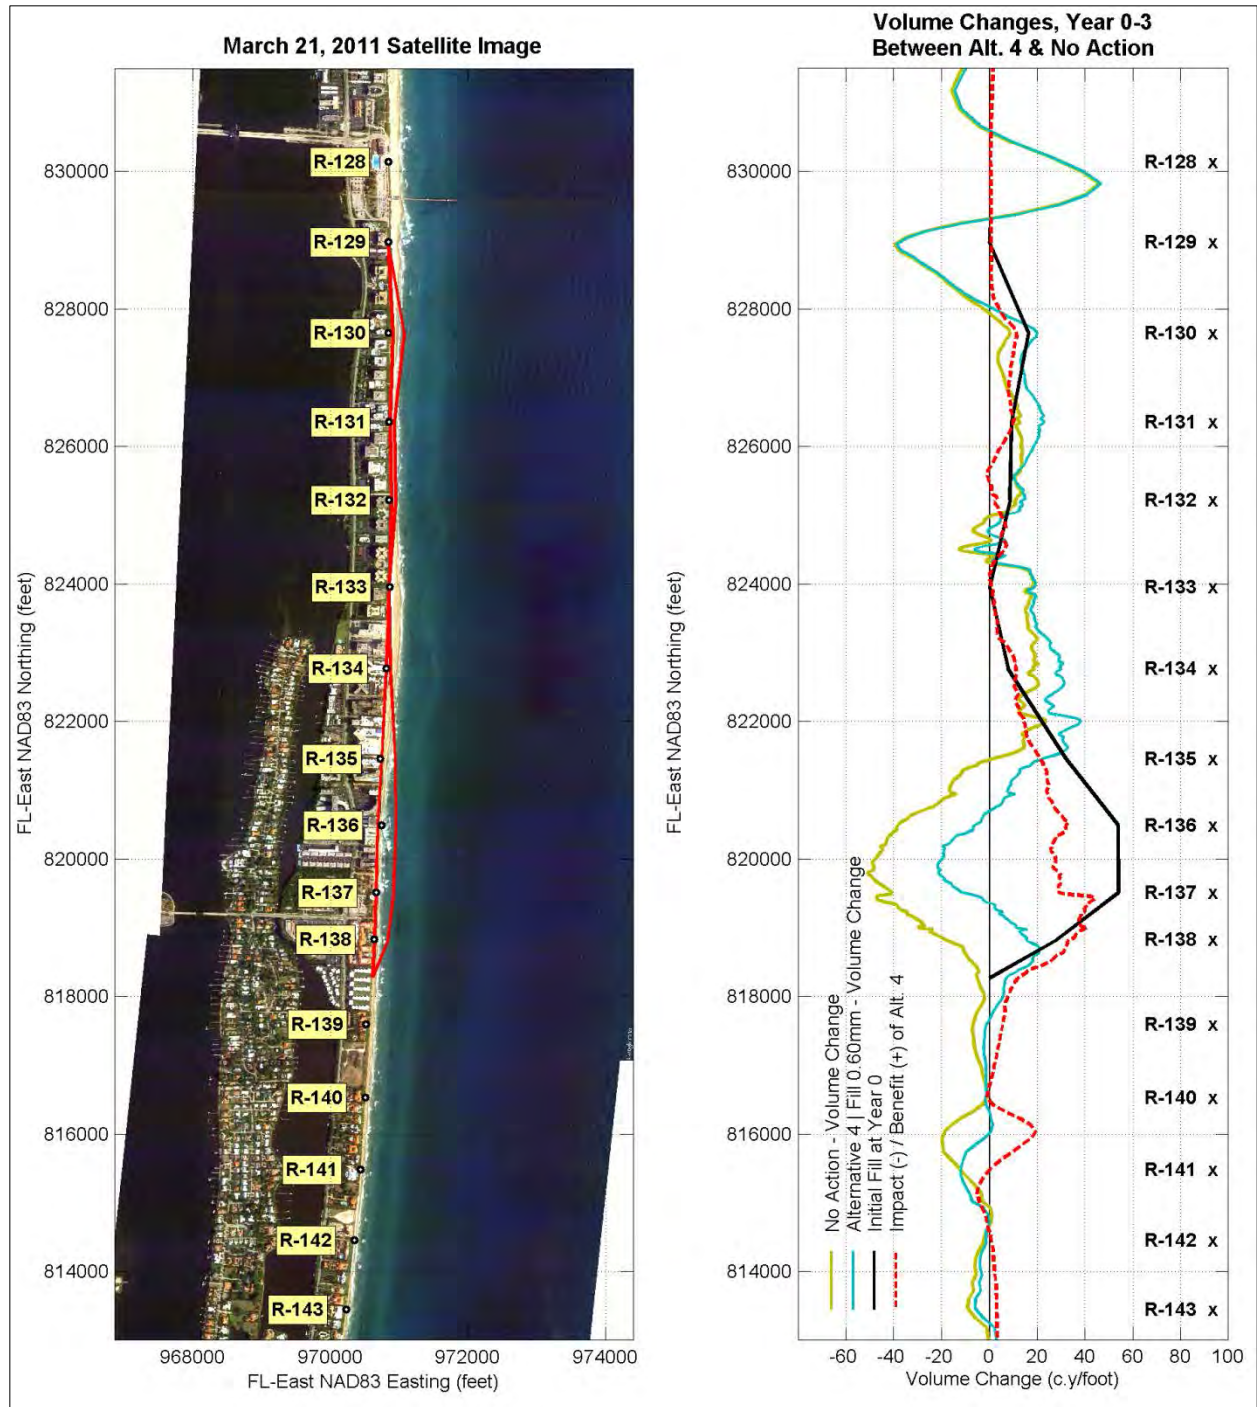 March 21, 2011 Satellite Image
830000
828000
826000
824000
822000
820000
818000
816000
814000
FL-East NAD83 Northing (feet)
R-128
R-129
R-130
R-131
R-132
R-133
R-134
R-135
R-136
R-137
R-138
R-139
R-140
R-141
R-142
R-143
968000 970000 972000 974000
FL-East NAD83 Easting (feet)
Volume Changes, Year 0-3
Between Alt. 4 & No Action
830000
828000
826000
824000
822000
820000
818000
816000
814000
FL-East NAD83 Northing (feet)
R-128 x
R-129 x
R-130 x
R-131 x
R-132 x
R-133 x
R-134 x
R-135 x
R-136 x
R-137 x
R-138 x
R-139 x
R-140 x
R-141 x
R-142 x
R-143 x
No Action - Volume Change
Alternative 4 | Fill 0.60mm - Volume Change
Initial Fill at Year 0
Impact (-) / Benefit (+) of Alt. 4
-60 -40 -20 0 20 40 60 80 100
Volume Change (c.y/foot)